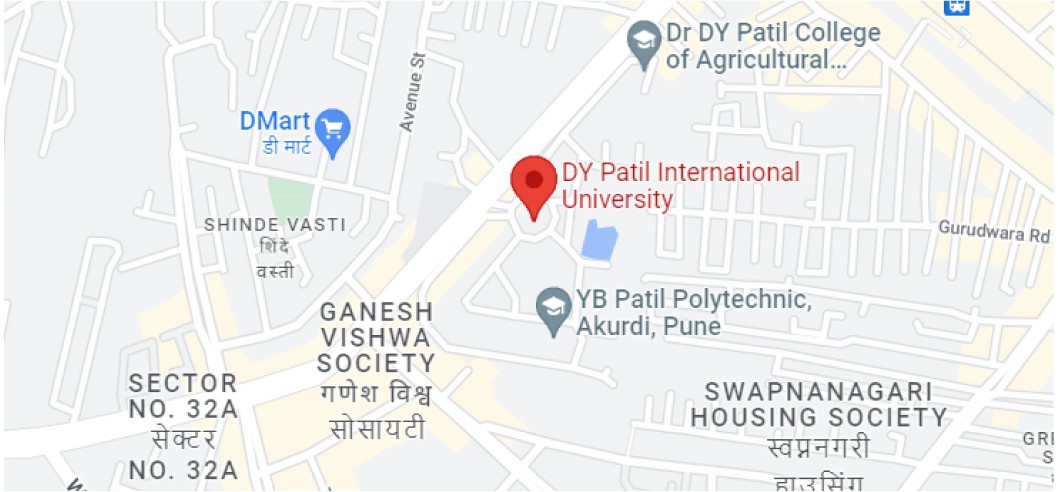 Dr DY Patil College
of Agricultural...
Avenue St
DMart
डी मार्ट
DY Patil International
University
SHINDE VASTI
शिंदे
वस्ती
Gurudwara Rd
YB Patil Polytechnic,
Akurdi, Pune
GANESH
VISHWA
SOCIETY
गणेश विश्व
सोसायटी
SECTOR
NO. 32A
सेक्टर
NO. 32A
SWAPNANAGARI
HOUSING SOCIETY
स्वप्ननगरी
हाउसिंग